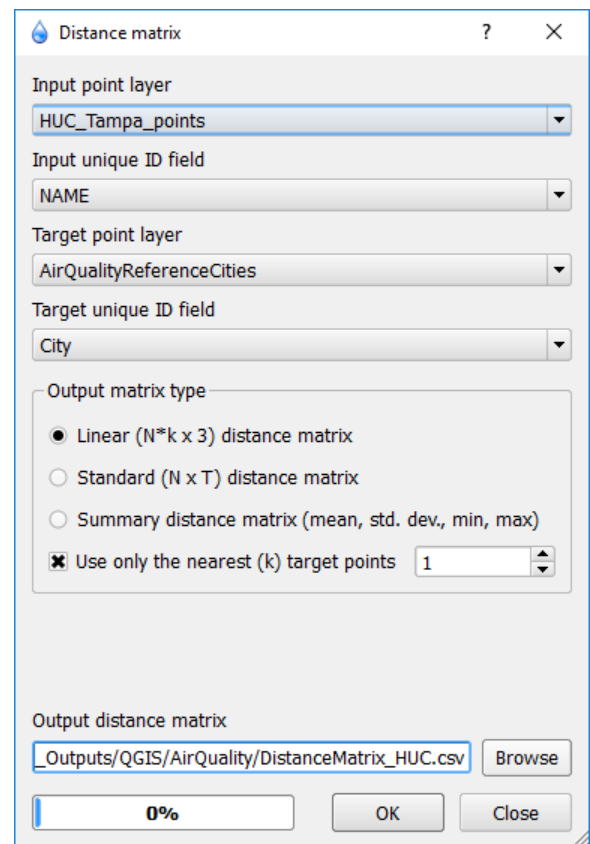 Distance matrix ?
Input point layer
HUC_Tampa_points
Input unique ID field
NAME
Target point layer
AirQualityReferenceCities
Target unique ID field
City
Output matrix type
Linear (N*k x 3) distance matrix
Standard (N x T) distance matrix
Summary distance matrix (mean, std. dev., min, max)
Use only the nearest (k) target points 1
Output distance matrix
_Outputs/QGIS/AirQuality/DistanceMatrix_HUC.csv Browse
0% OK Close